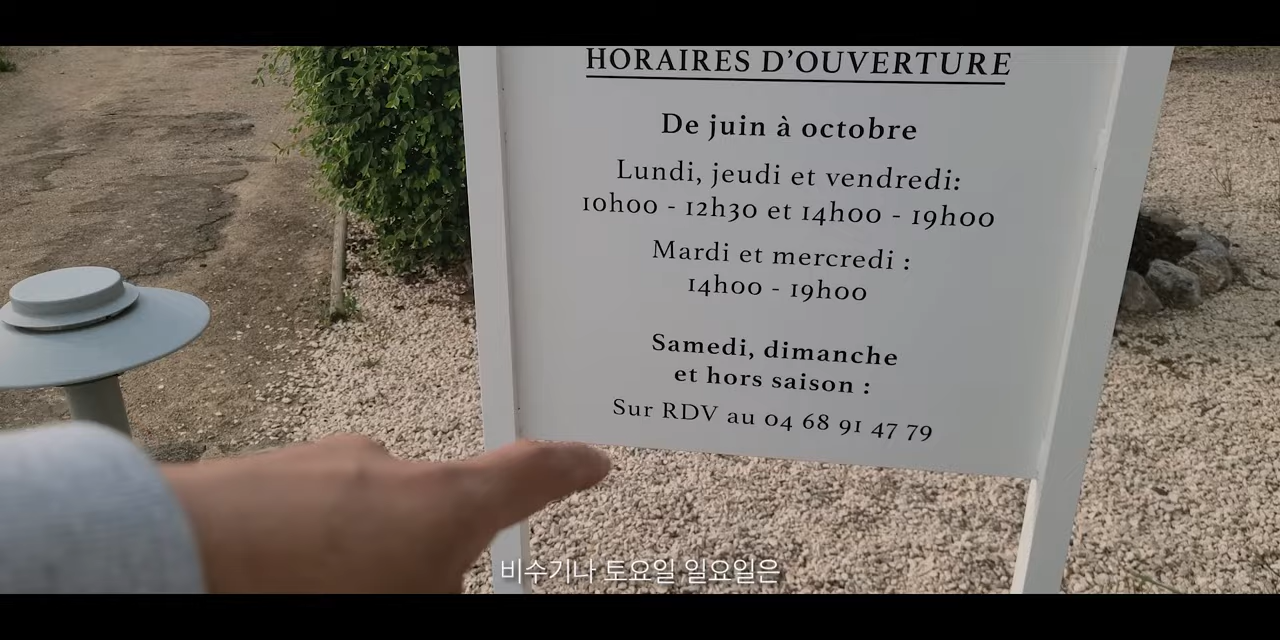 HORAIRES D'OUVERTURE
De juin à octobre
Lundi, jeudi et vendredi:
10h00 - 12h30 et 14h00 - 19h00
Mardi et mercredi :
14h00 - 19h00
Samedi, dimanche
et hors saison :
Sur RDV au 04 68 91 47 79
비수기나 토요일 일요일은